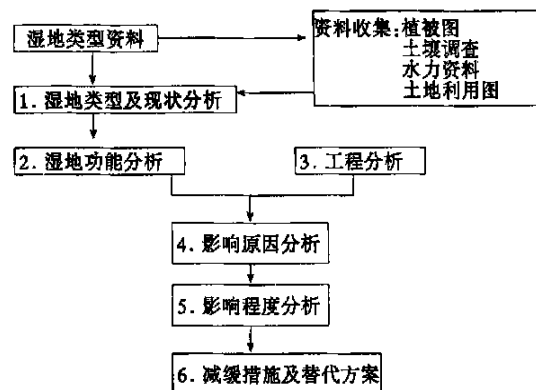 湿地类型资料
资料收集:植被图
土壤调查
水力资料
土地利用图
1. 湿地类型及现状分析
2. 湿地功能分析
3. 工程分析
4. 影响原因分析
5. 影响程度分析
6. 减缓措施及替代方案